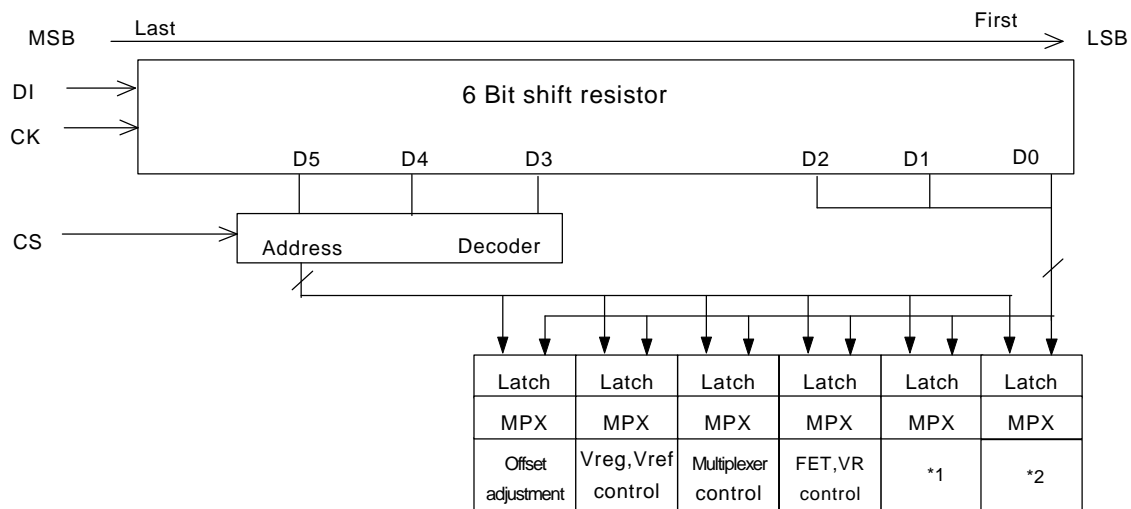 MSB Last First LSB
DI
6 Bit shift resistor
CK
D5 D4 D3 D2 D1 D0
CS
Address Decoder
Latch Latch Latch Latch Latch Latch
MPX MPX MPX MPX MPX MPX
Offset adjustment
Vreg,Vref control
Multiplexer control
FET,VR control
*1
*2